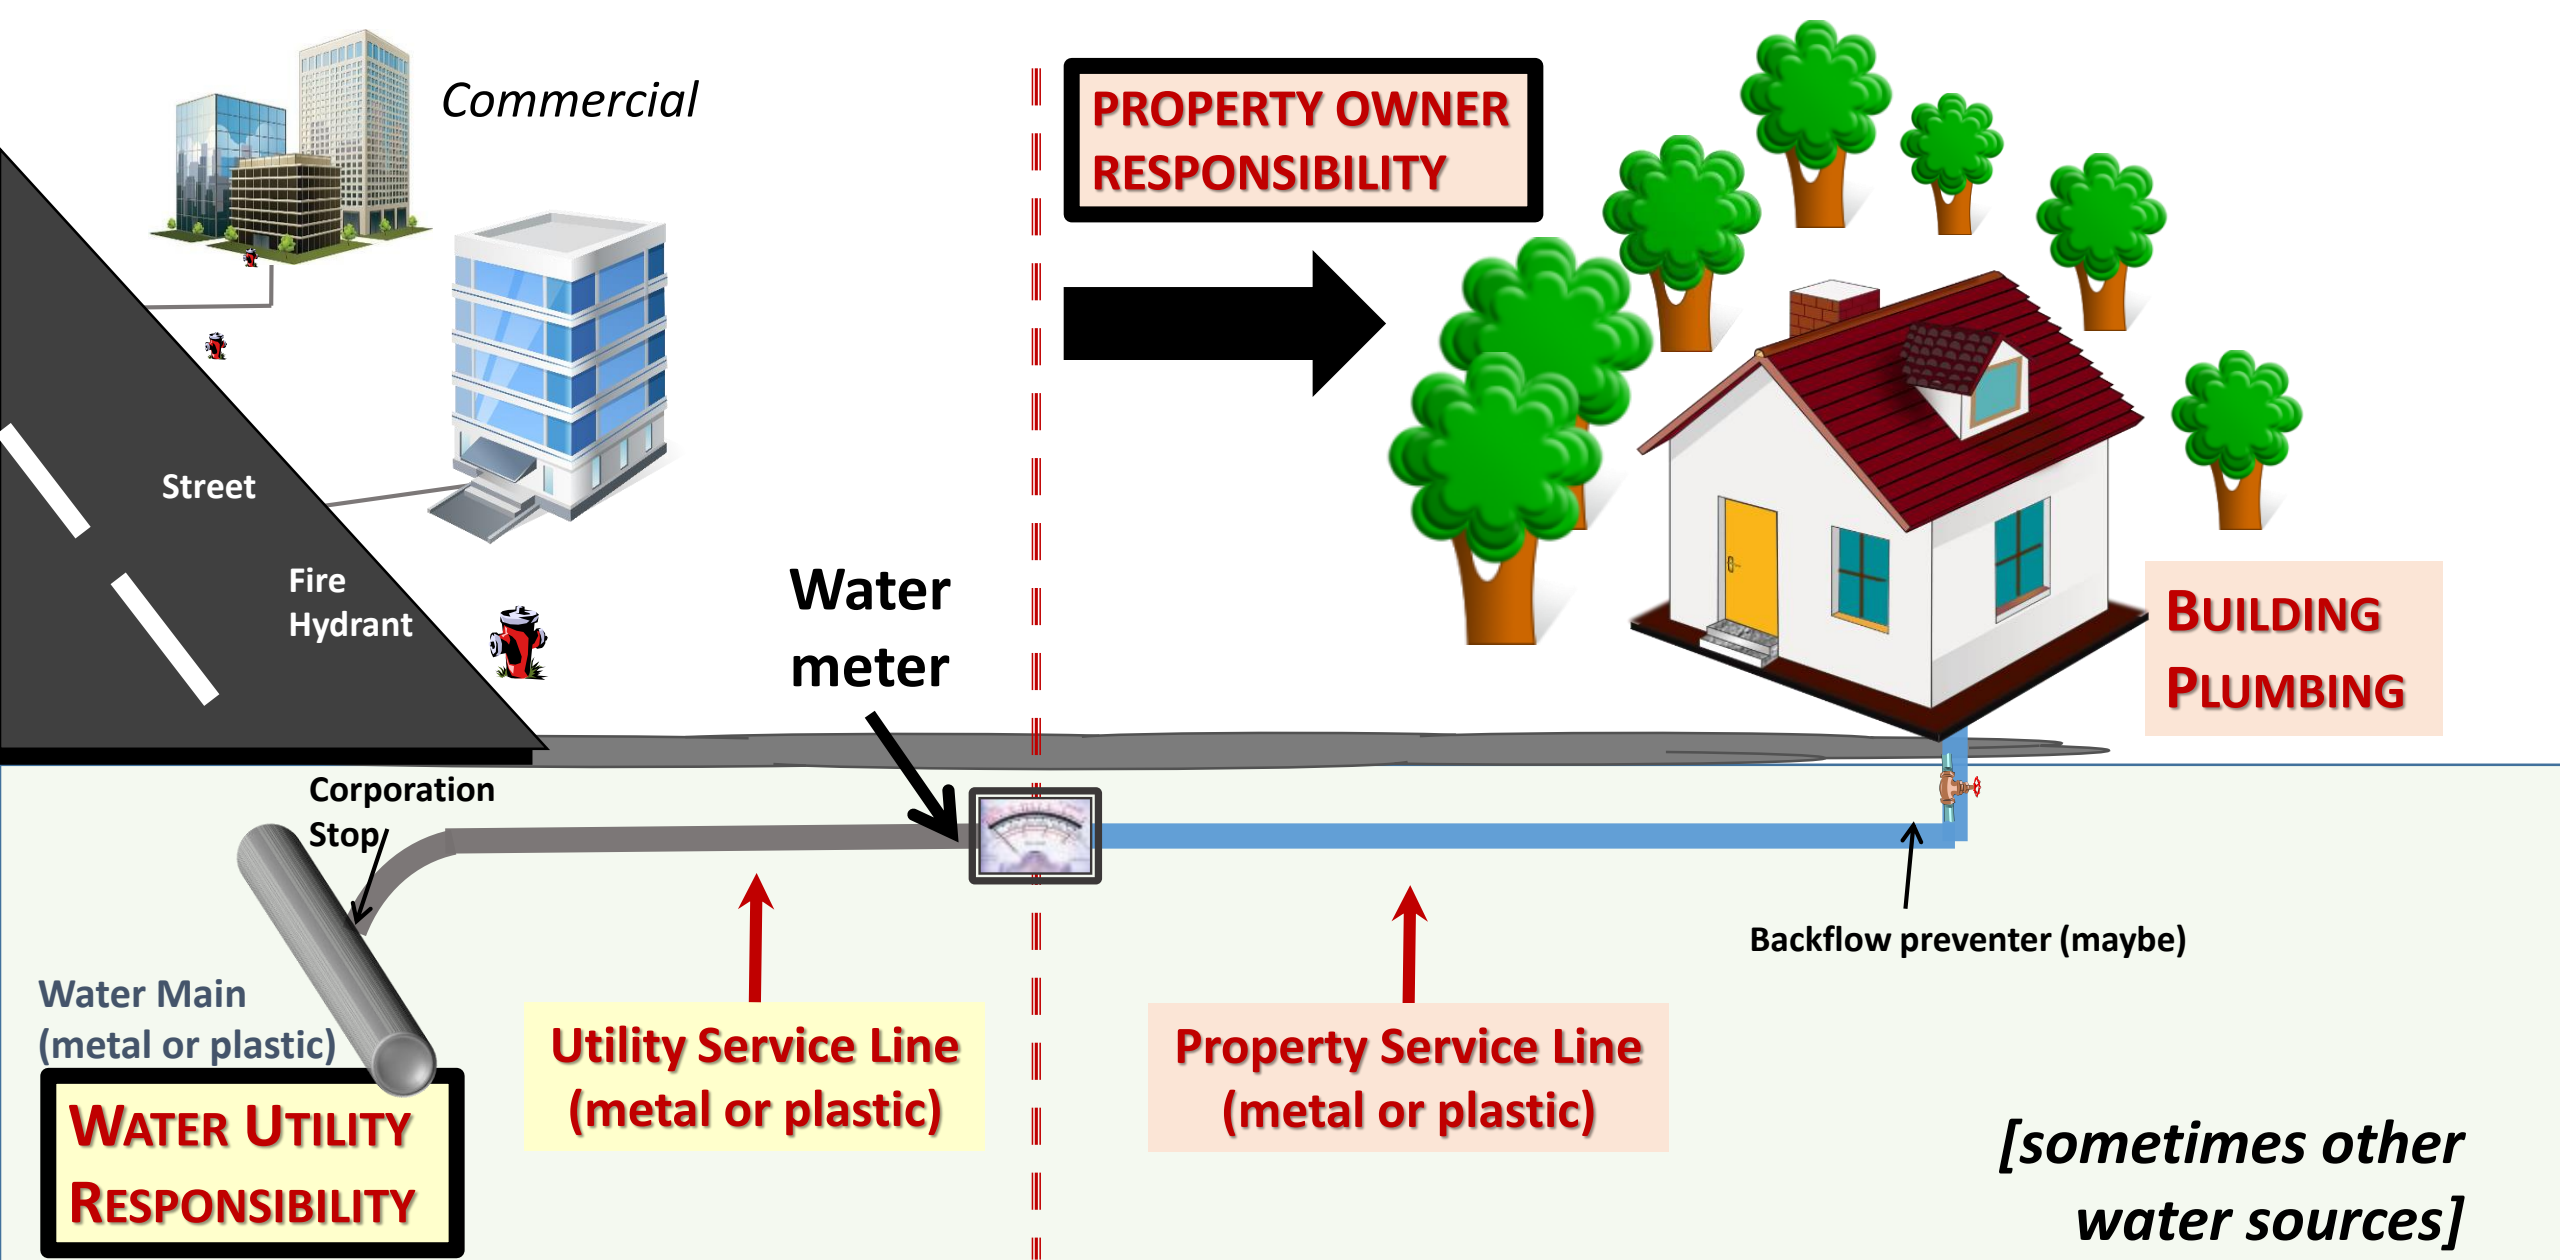 Commercial
PROPERTY OWNER
RESPONSIBILITY
Street
Fire
Hydrant
Water
meter
BUILDING
PLUMBING
Corporation
Stop
Backflow preventer (maybe)
Water Main
(metal or plastic)
Utility Service Line
(metal or plastic)
Property Service Line
(metal or plastic)
WATER UTILITY
RESPONSIBILITY
[sometimes other
water sources]